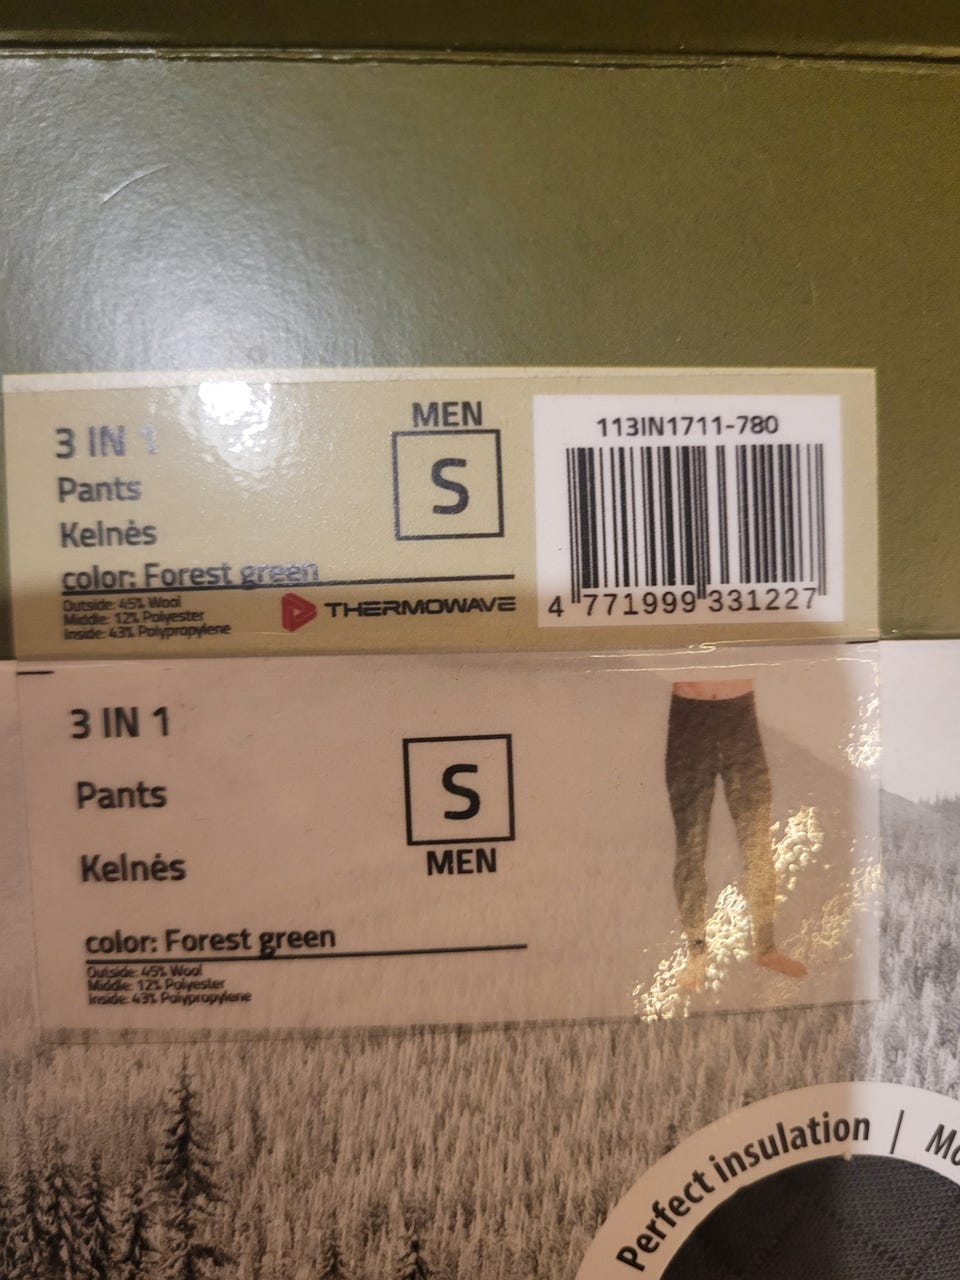 3 IN 1
Pants
Kelnės
color: Forest green
Outside: 45% Wool
Middle: 12% Polyester
Inside: 43% Polypropylene
MEN
S
THERMOWAVE
113IN1711-780
4 771999 331227
3 IN 1
Pants
Kelnės
color: Forest green
Outside: 45% Wool
Middle: 12% Polyester
Inside: 43% Polypropylene
S
MEN
Perfect insulation |